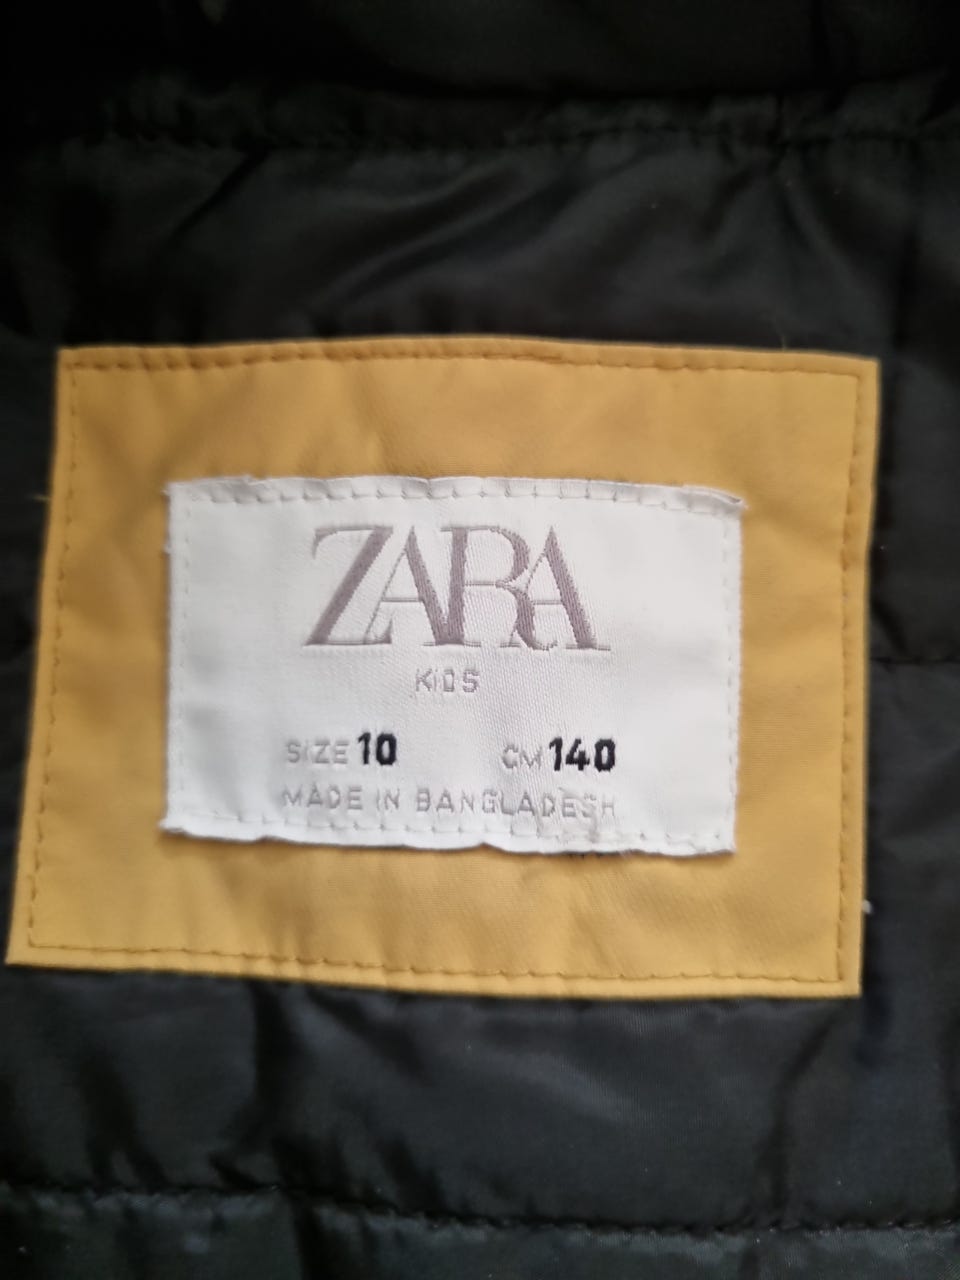 ZARA
KIDS
SIZE 10 CM 140
MADE IN BANGLADESH